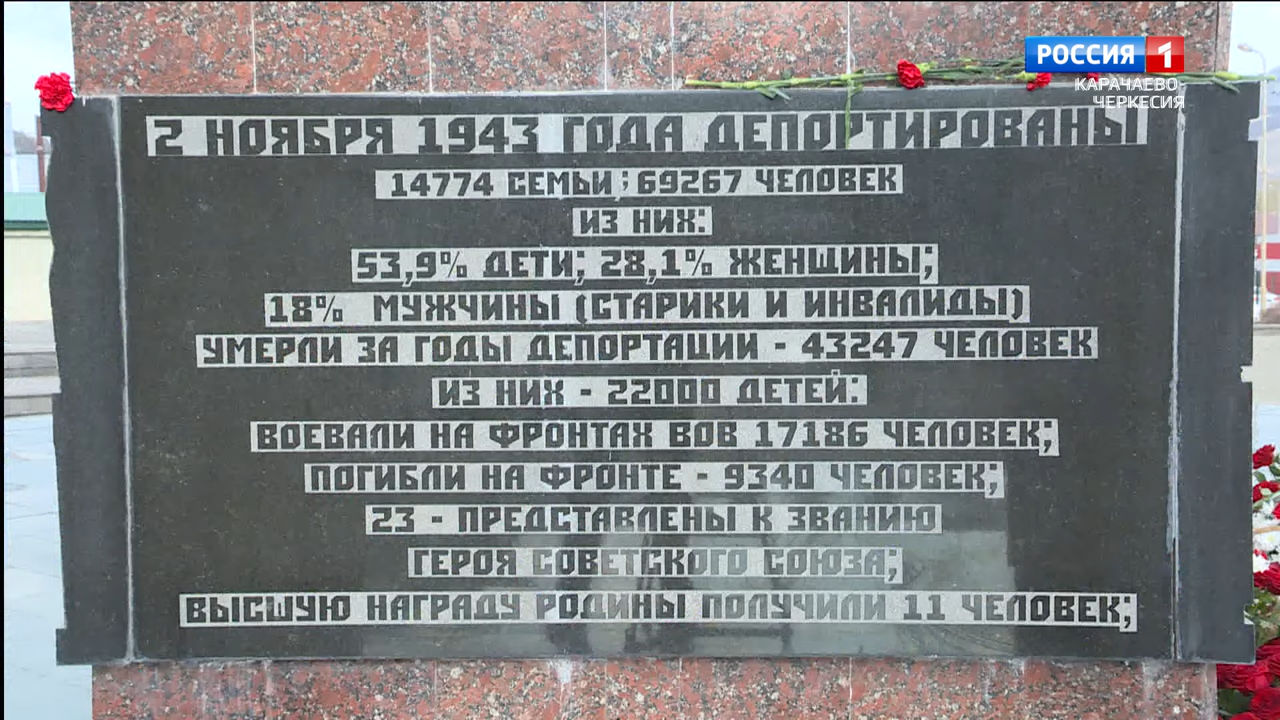 РОССИЯ 1
КАРАЧАЕВО-
ЧЕРКЕСИЯ
2 НОЯБРЯ 1943 ГОДА ДЕПОРТИРОВАНЫ
14774 СЕМЬИ; 69267 ЧЕЛОВЕК
ИЗ НИХ:
53,9% ДЕТИ; 28,1% ЖЕНЩИНЫ;
18% МУЖЧИНЫ (СТАРИКИ И ИНВАЛИДЫ)
УМЕРЛИ ЗА ГОДЫ ДЕПОРТАЦИИ - 43247 ЧЕЛОВЕК
ИЗ НИХ - 22000 ДЕТЕЙ:
ВОЕВАЛИ НА ФРОНТАХ ВОВ 17186 ЧЕЛОВЕК;
ПОГИБЛИ НА ФРОНТЕ - 9340 ЧЕЛОВЕК;
23 - ПРЕДСТАВЛЕНЫ К ЗВАНИЮ
ГЕРОЯ СОВЕТСКОГО СОЮЗА;
ВЫСШУЮ НАГРАДУ РОДИНЫ ПОЛУЧИЛИ 11 ЧЕЛОВЕК;